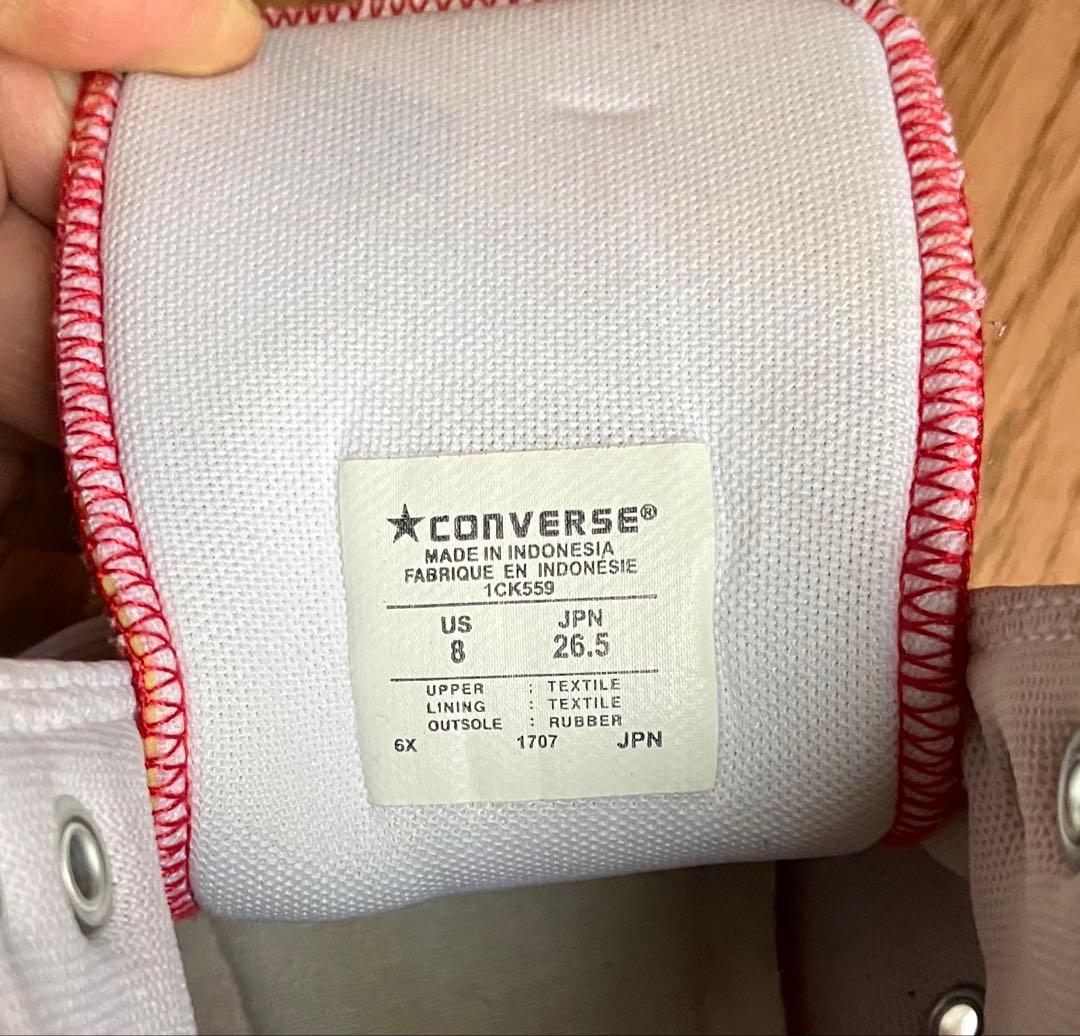 ★CONVERSE®
MADE IN INDONESIA
FABRIQUE EN INDONÉSIE
1CK559
US JPN
8 26.5
UPPER : TEXTILE
LINING : TEXTILE
OUTSOLE : RUBBER
6X 1707 JPN